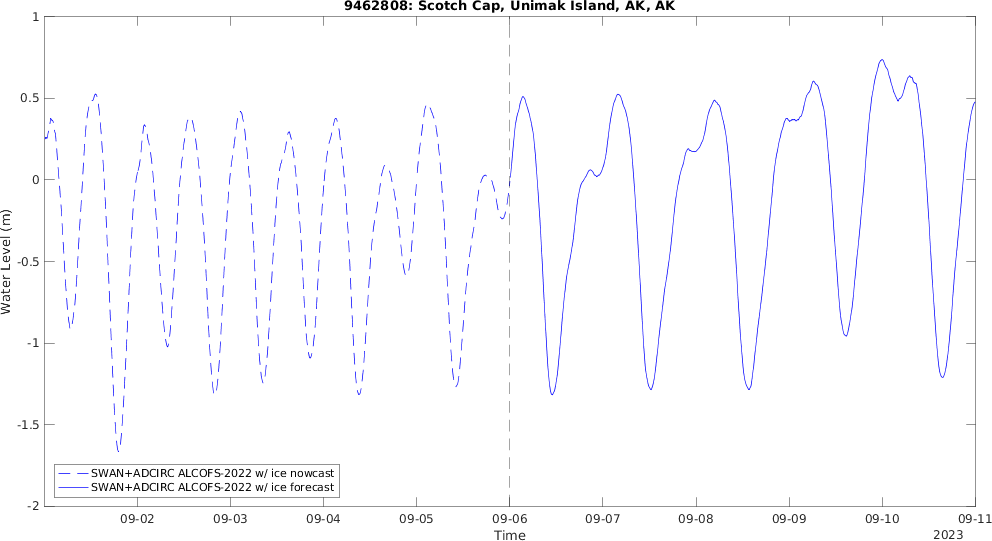 9462808: Scotch Cap, Unimak Island, AK, AK
Water Level (m)
1
0.5
0
-0.5
-1
-1.5
-2
SWAN+ADCIRC ALCOFS-2022 w/ ice nowcast
SWAN+ADCIRC ALCOFS-2022 w/ ice forecast
09-02 09-03 09-04 09-05 09-06 09-07 09-08 09-09 09-10 09-11
Time
2023